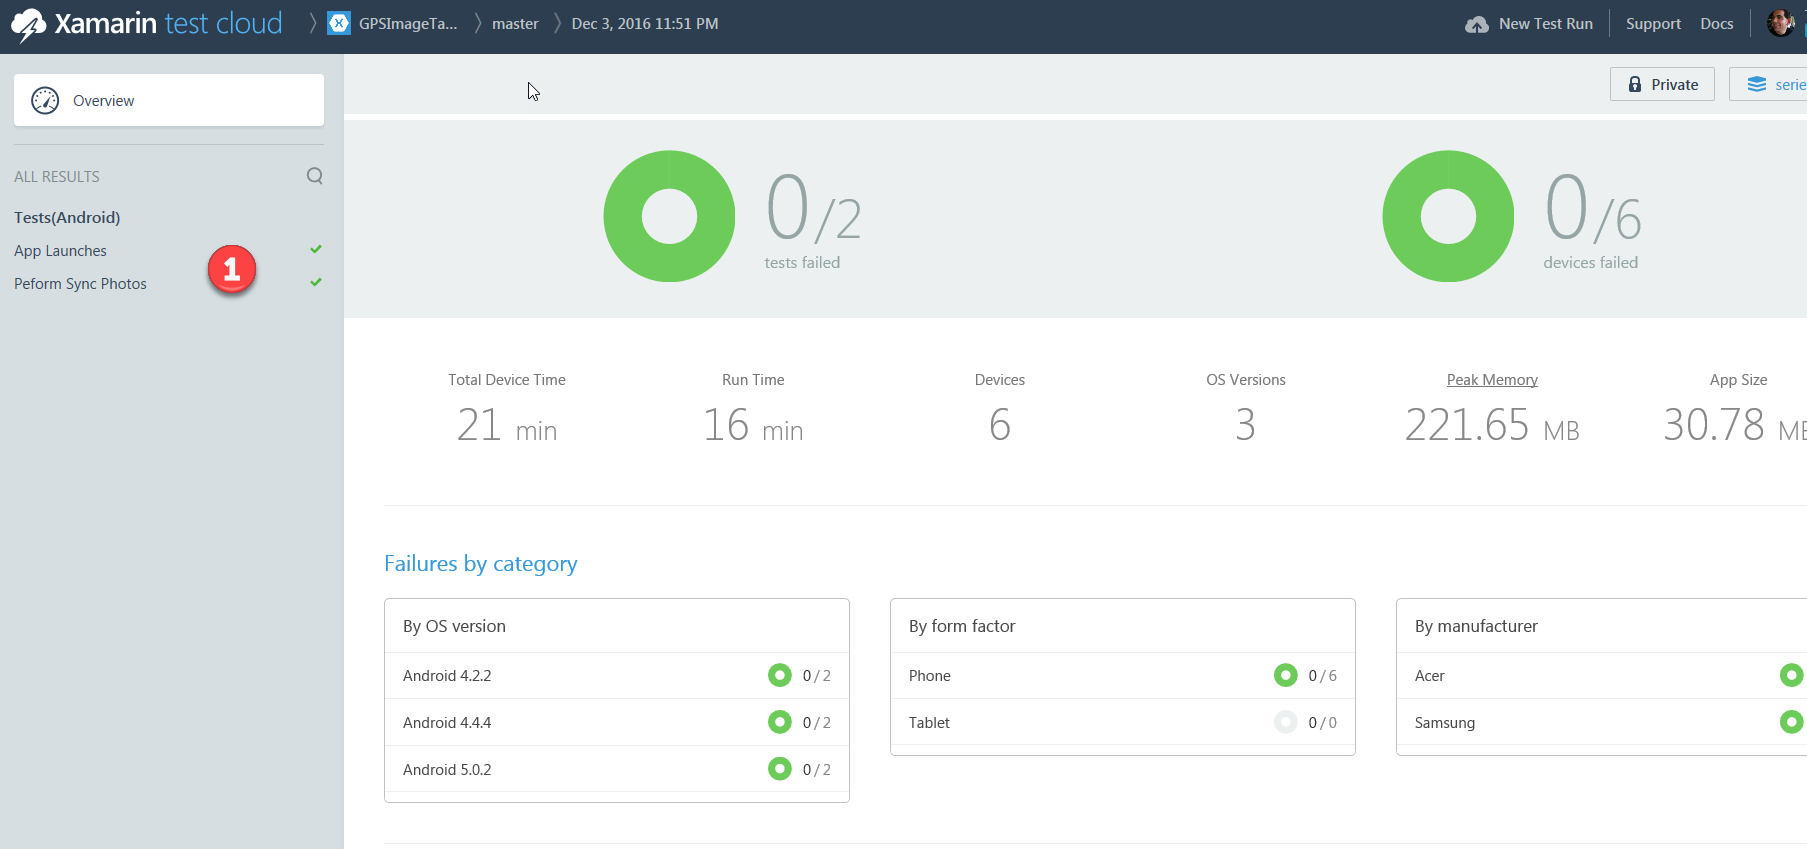 Xamarin test cloud
GPSImageTa...
master
Dec 3, 2016 11:51 PM
New Test Run
Support
Docs
Overview
Private
serie
ALL RESULTS
Tests(Android)
App Launches
Peform Sync Photos
1
0/2
tests failed
0/6
devices failed
Total Device Time
21 min
Run Time
16 min
Devices
6
OS Versions
3
Peak Memory
221.65 MB
App Size
30.78 MB
Failures by category
By OS version
Android 4.2.2 0/2
Android 4.4.4 0/2
Android 5.0.2 0/2
By form factor
Phone 0/6
Tablet 0/0
By manufacturer
Acer
Samsung